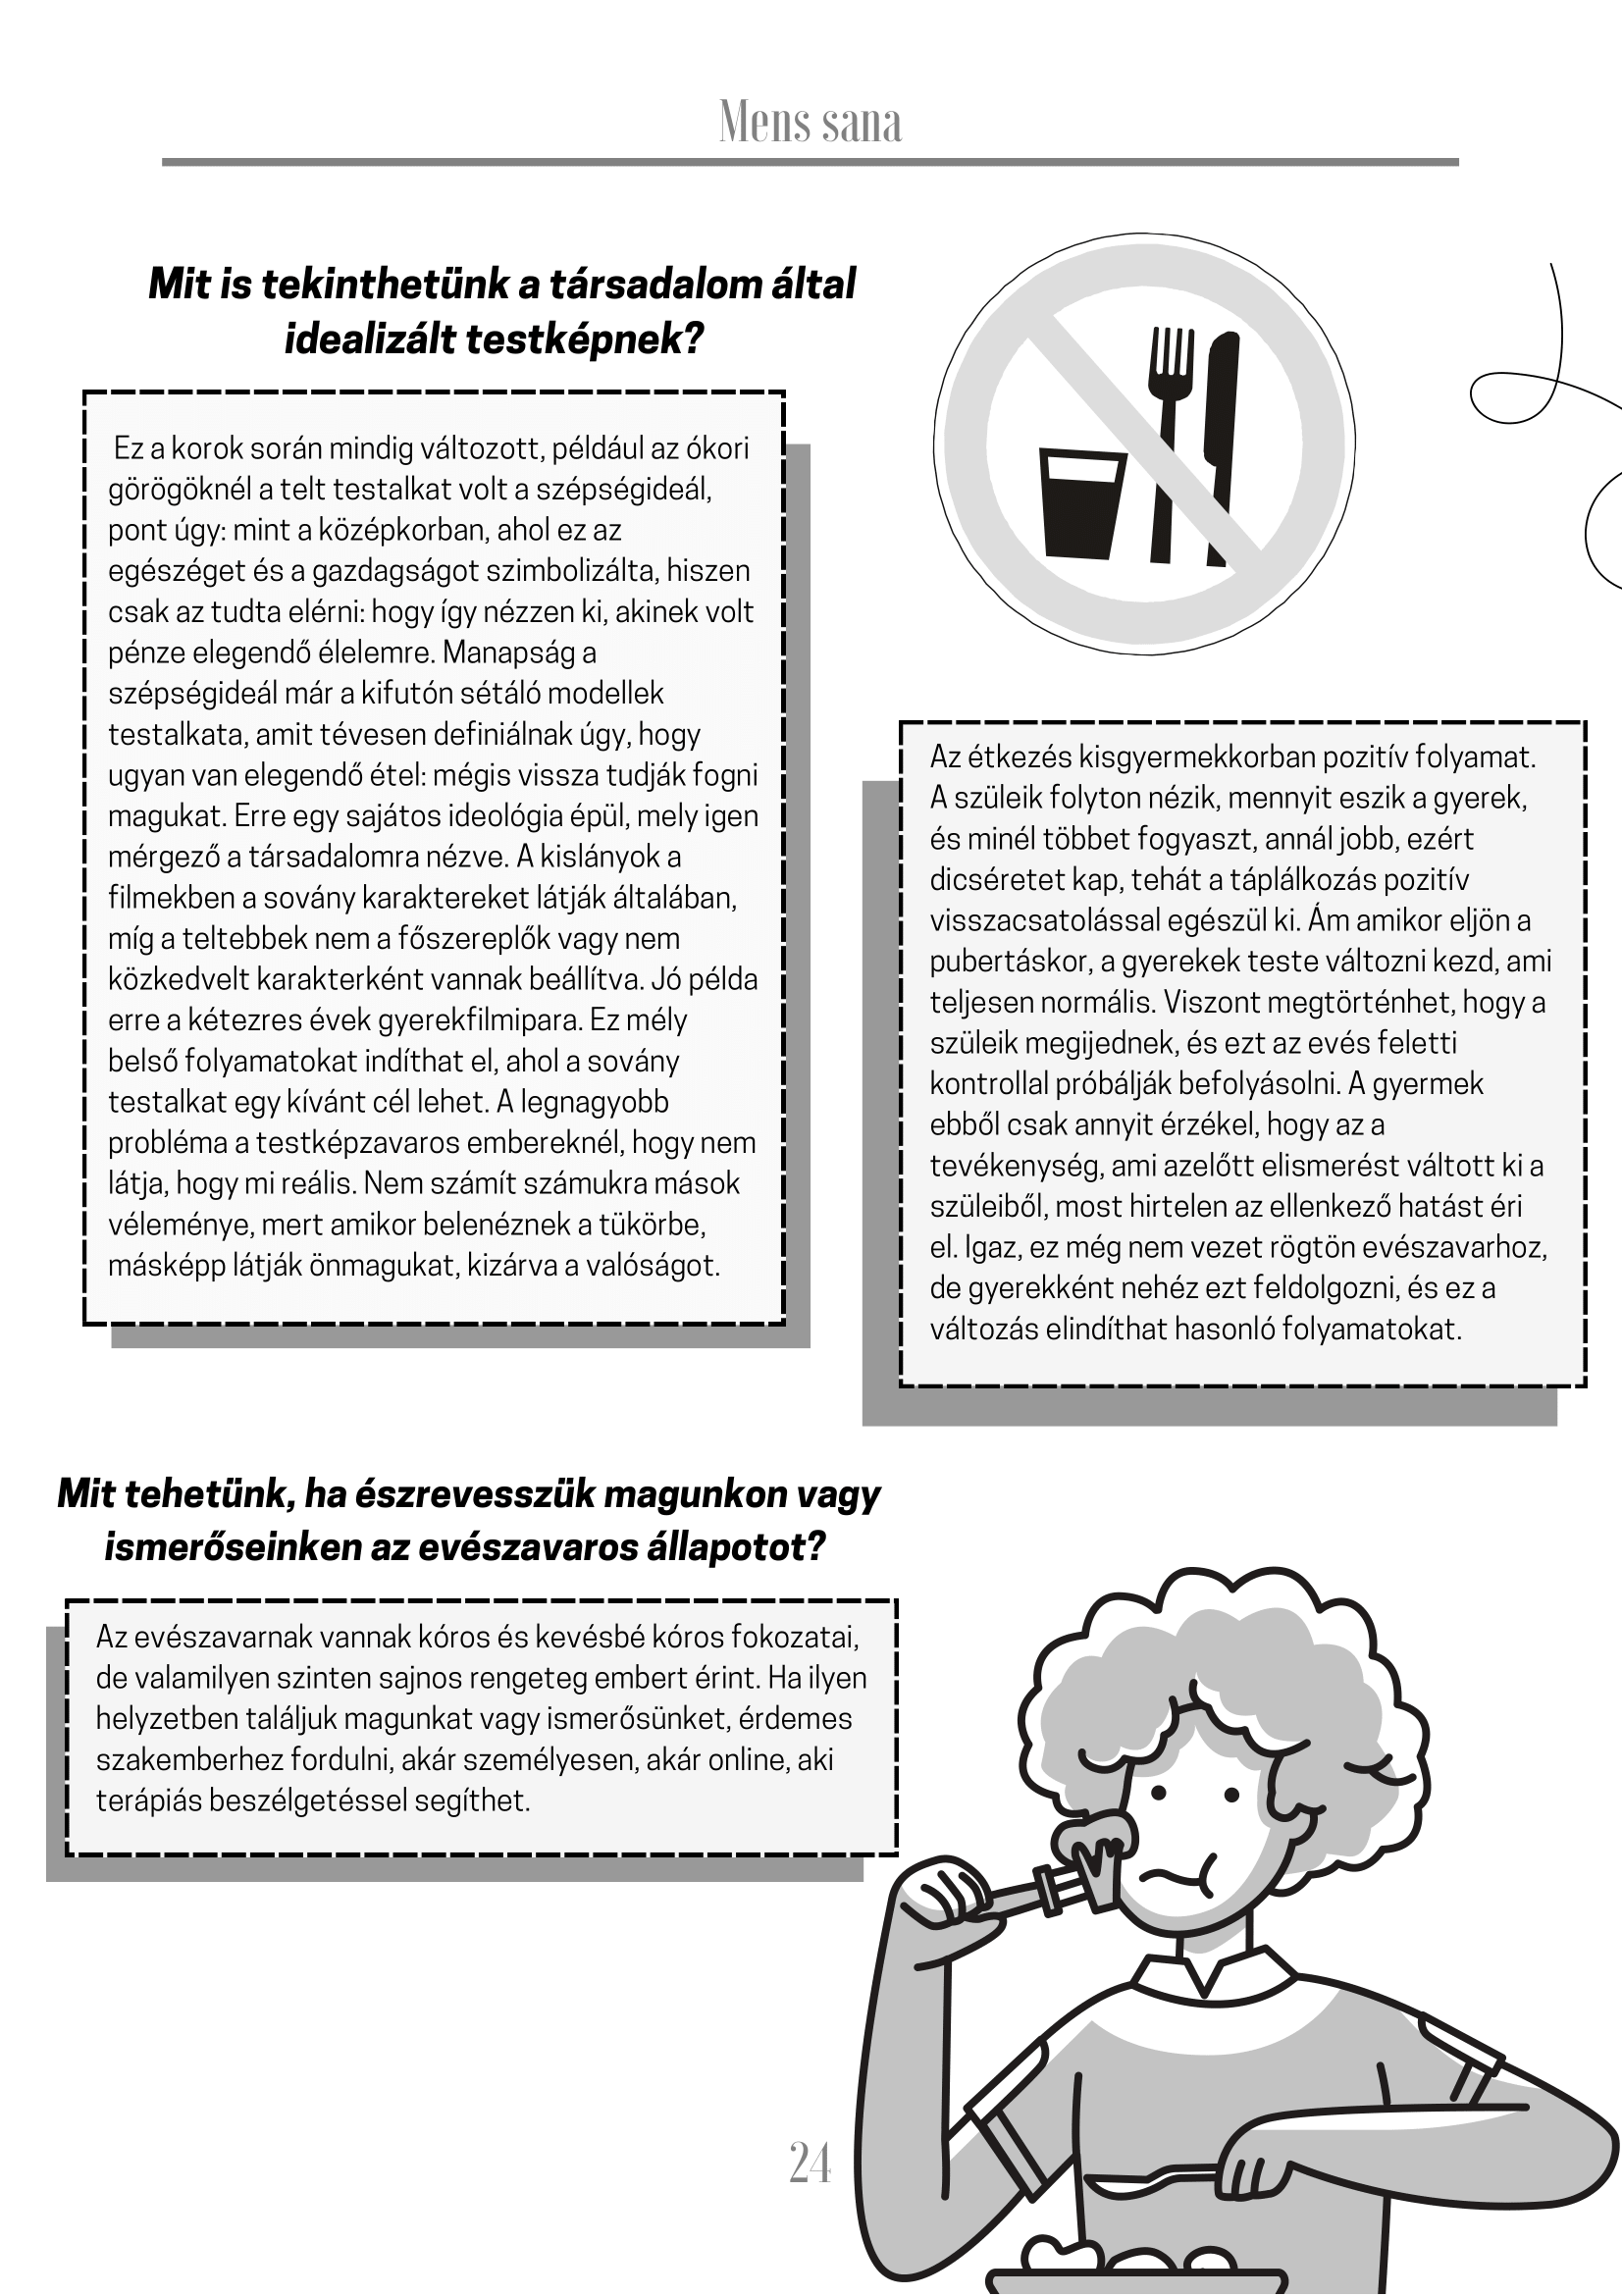 Mens sana
Mit is tekinthetünk a társadalom által
idealizált testképnek?
Ez a korok során mindig változott, például az ókori
görögöknél a telt testalkat volt a szépségideál,
pont úgy: mint a középkorban, ahol ez az
egészéget és a gazdagságot szimbolizálta, hiszen
csak az tudta elérni: hogy így nézzen ki, akinek volt
pénze elegendő élelemre. Manapság a
szépségideál már a kifutón sétáló modellek
testalkata, amit tévesen definiálnak úgy, hogy
ugyan van elegendő étel: mégis vissza tudják fogni
magukat. Erre egy sajátos ideológia épül, mely igen
mérgező a társadalomra nézve. A kislányok a
filmekben a sovány karaktereket látják általában,
míg a teltebbek nem a főszereplők vagy nem
közkedvelt karakterként vannak beállítva. Jó példa
erre a kétezres évek gyerekfilmipara. Ez mély
belső folyamatokat indíthat el, ahol a sovány
testalkat egy kívánt cél lehet. A legnagyobb
probléma a testképzavaros embereknél, hogy nem
látja, hogy mi reális. Nem számít számukra mások
véleménye, mert amikor belenéznek a tükörbe,
másképp látják önmagukat, kizárva a valóságot.
Az étkezés kisgyermekkorban pozitív folyamat.
A szüleik folyton nézik, mennyit eszik a gyerek,
és minél többet fogyaszt, annál jobb, ezért
dicséretet kap, tehát a táplálkozás pozitív
visszacsatolással egészül ki. Ám amikor eljön a
pubertáskor, a gyerekek teste változni kezd, ami
teljesen normális. Viszont megtörténhet, hogy a
szüleik megijednek, és ezt az evés feletti
kontrollal próbálják befolyásolni. A gyermek
ebből csak annyit érzékel, hogy az a
tevékenység, ami azelőtt elismerést váltott ki a
szüleiből, most hirtelen az ellenkező hatást éri
el. Igaz, ez még nem vezet rögtön evészavarhoz,
de gyerekként nehéz ezt feldolgozni, és ez a
változás elindíthat hasonló folyamatokat.
Mit tehetünk, ha észrevesszük magunkon vagy
ismerőseinken az evészavaros állapotot?
Az evészavarnak vannak kóros és kevésbé kóros fokozatai,
de valamilyen szinten sajnos rengeteg embert érint. Ha ilyen
helyzetben találjuk magunkat vagy ismerősünket, érdemes
szakemberhez fordulni, akár személyesen, akár online, aki
terápiás beszélgetéssel segíthet.
24